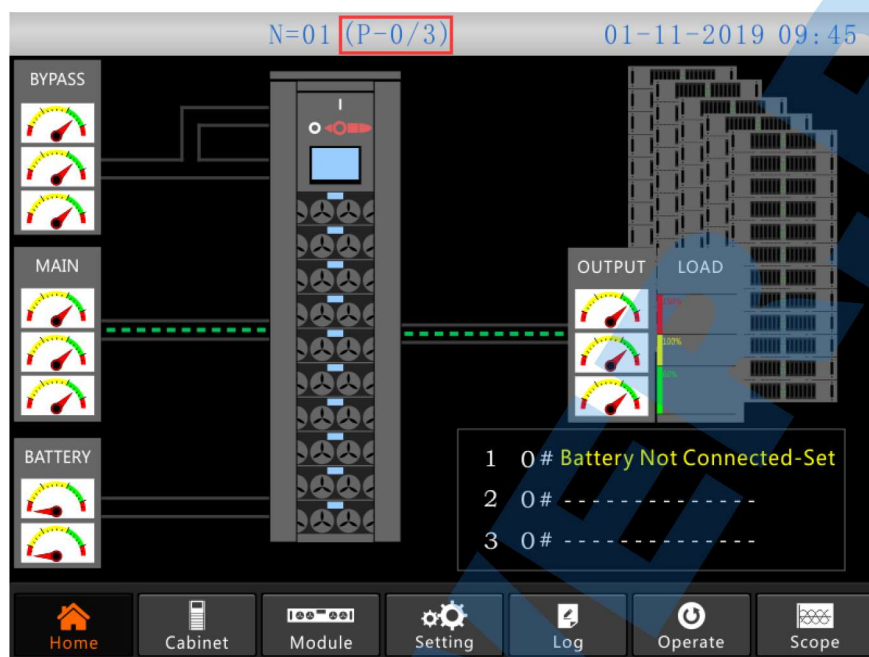 N=01 (P-0/3) 01-11-2019 09:45
BYPASS
MAIN
OUTPUT LOAD
100%
BATTERY
1 0# Battery Not Connected-Set
2 0# - - - - - - - - - - - - - -
3 0# - - - - - - - - - - - - - -
Home Cabinet Module Setting Log Operate Scope